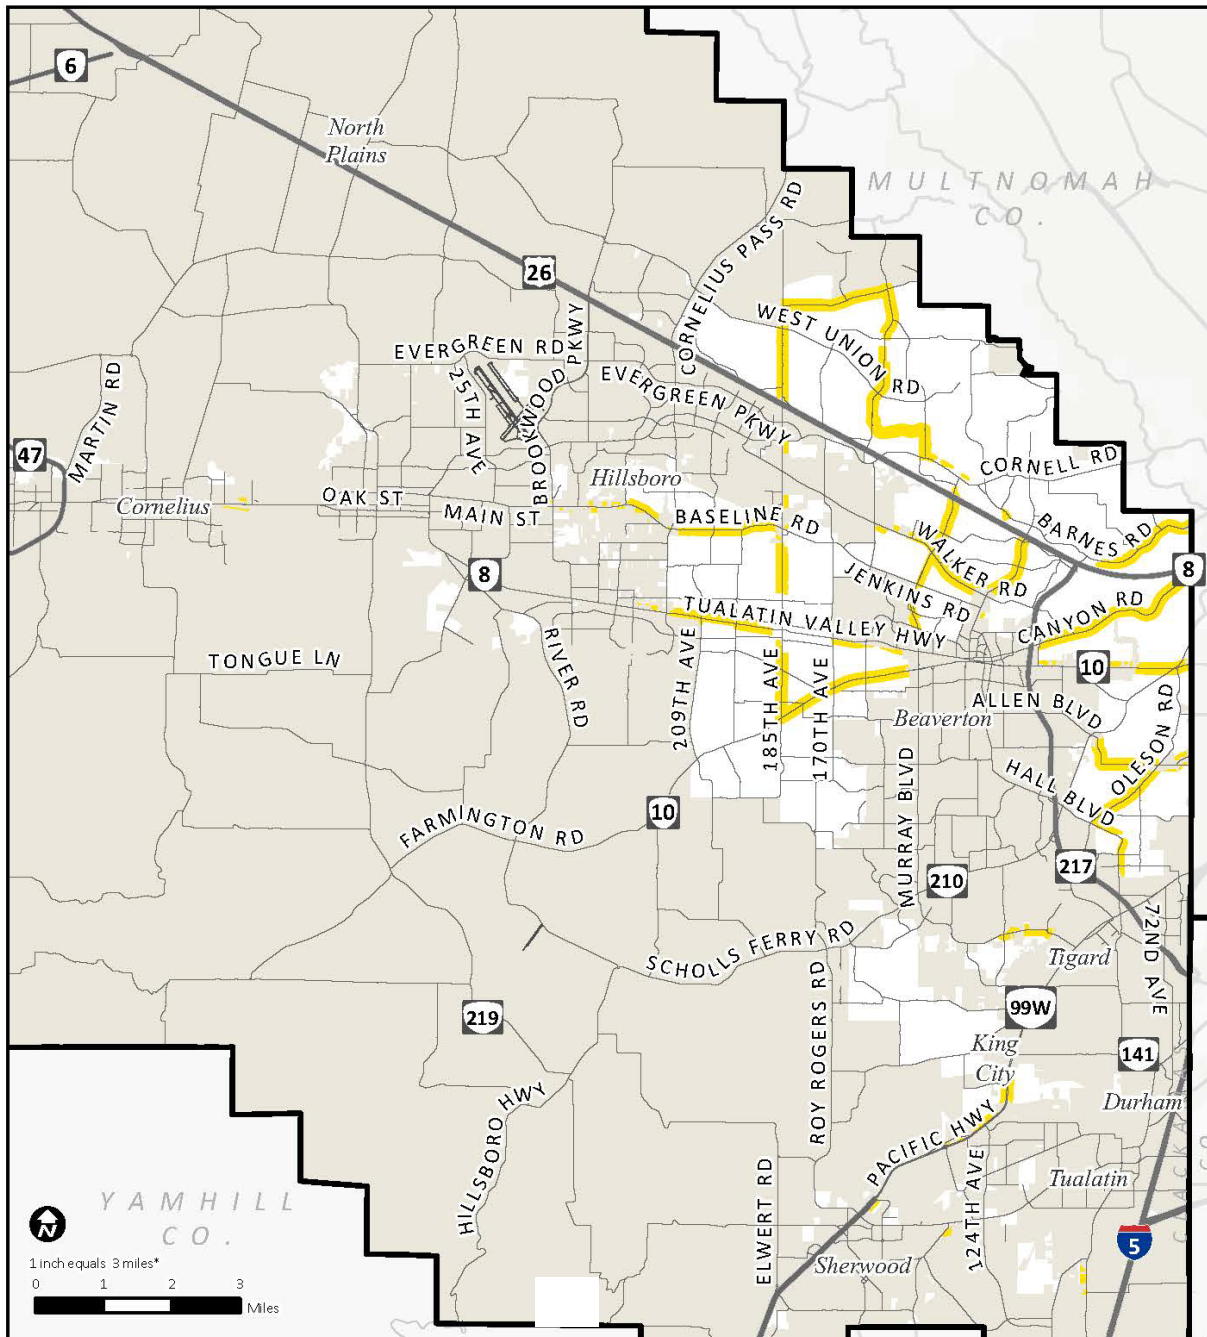 6
North
Plains
MULTNOMAH
CO.
CORNELIUS PASS RD
26
WEST UNION RD
EVERGREEN RD
BROOKWOOD PKWY
25TH AVE
EVERGREEN PKWY
MARTIN RD
47
CORNELL RD
Hillsboro
Cornelius
OAK ST
MAIN ST
BASELINE RD
WALKER RD
BARNES RD
JENKINS RD
8
8
TUALATIN VALLEY HWY
CANYON RD
TONGUE LN
RIVER RD
209TH AVE
185TH AVE
170TH AVE
10
ALLEN BLVD
Beaverton
OLESON RD
HALL BLVD
MURRAY BLVD
10
FARMINGTON RD
210
217
72ND AVE
SCHOLLS FERRY RD
Tigard
ROY ROGERS RD
219
99W
King
City
141
Durham
HILLSBORO HWY
PACIFIC HWY
124TH AVE
ELWERT RD
Tualatin
YAMHILL
CO.
N
5
Sherwood
1 inch equals 3 miles*
0 1 2 3
Miles